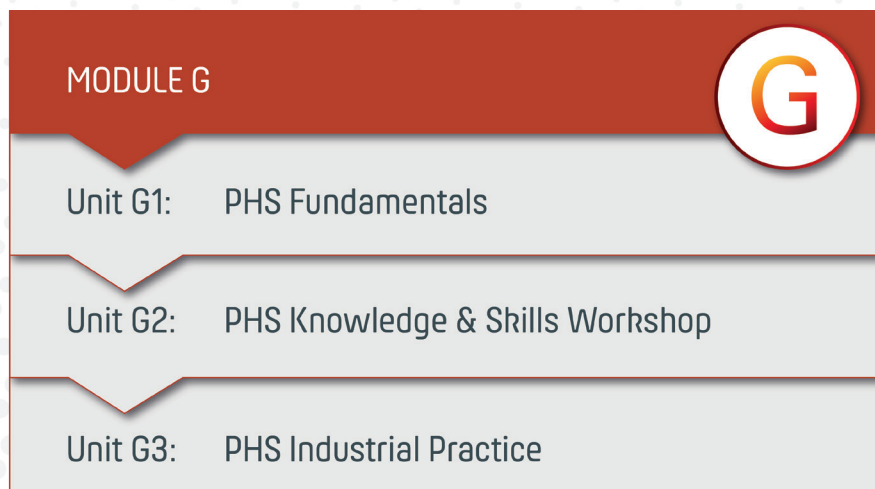 MODULE G
G
Unit G1: PHS Fundamentals
Unit G2: PHS Knowledge & Skills Workshop
Unit G3: PHS Industrial Practice